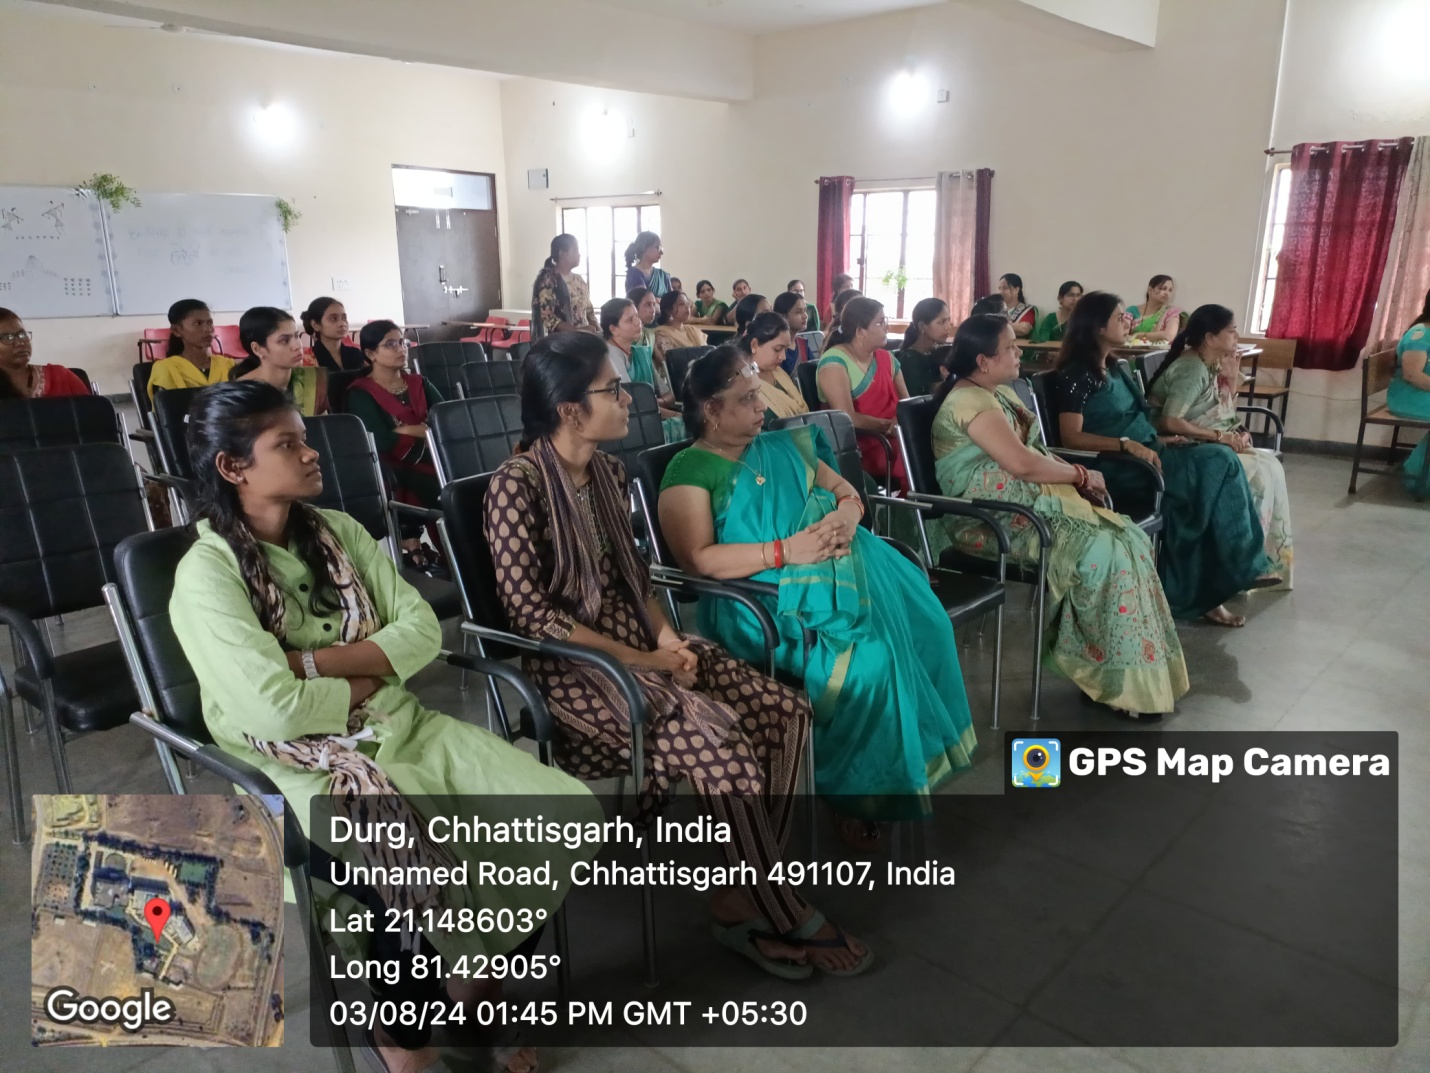 GPS Map Camera
Durg, Chhattisgarh, India
Unnamed Road, Chhattisgarh 491107, India
Lat 21.148603°
Long 81.42905°
03/08/24 01:45 PM GMT +05:30
Google